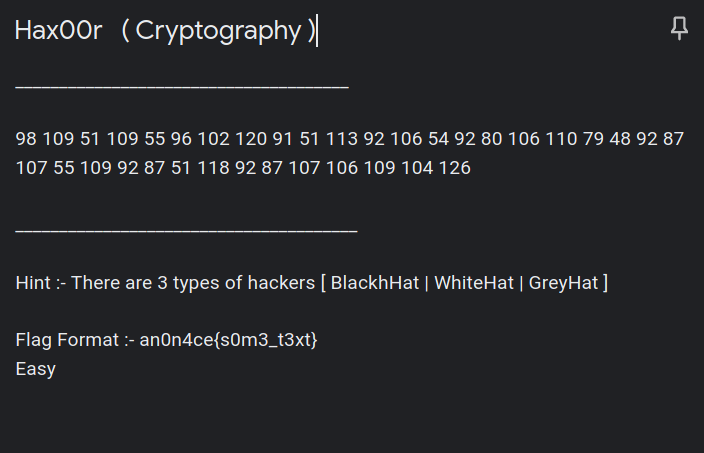 Hax00r ( Cryptography )
______________________________________
98 109 51 109 55 96 102 120 91 51 113 92 106 54 92 80 106 110 79 48 92 87
107 55 109 92 87 51 118 92 87 107 106 109 104 126
_______________________________________
Hint :- There are 3 types of hackers [ BlackhHat | WhiteHat | GreyHat ]
Flag Format :- an0n4ce{s0m3_t3xt}
Easy